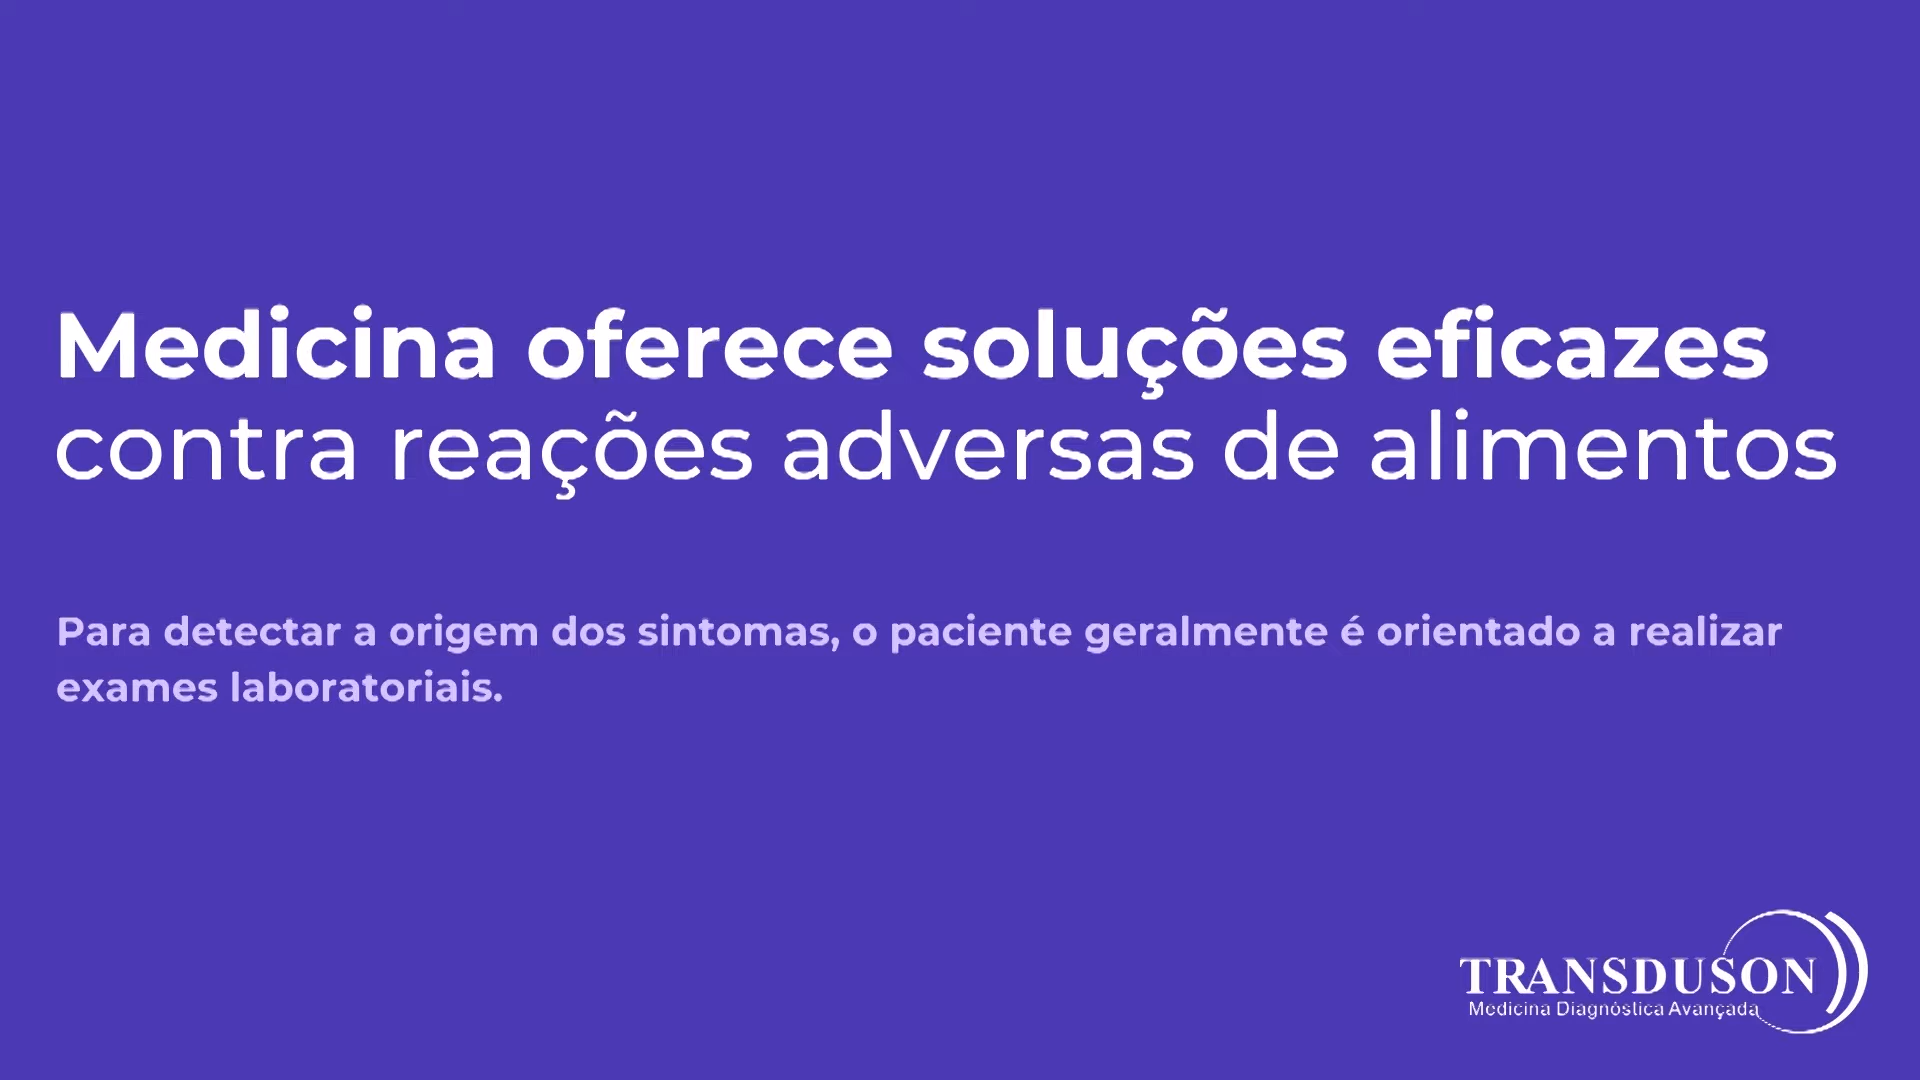 Medicina oferece soluções eficazes
contra reações adversas de alimentos
Para detectar a origem dos sintomas, o paciente geralmente é orientado a realizar
exames laboratoriais.
TRANSDUSON
Medicina Diagnóstica Avançada